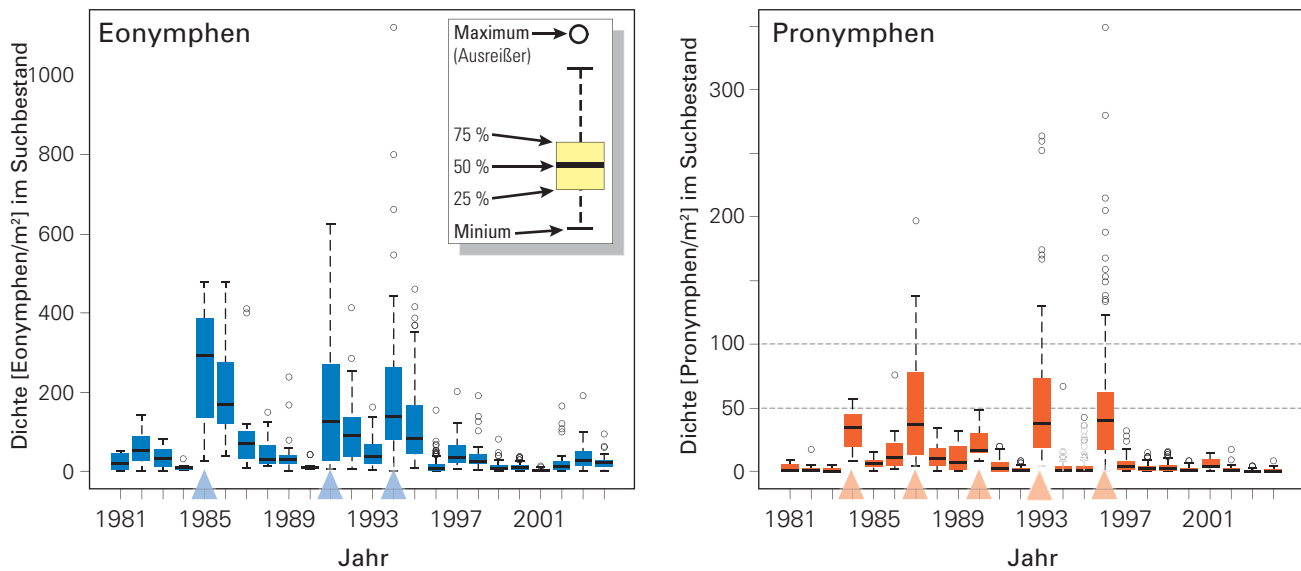 Eonymphen
Dichte [Eonymphen/m²] im Suchbestand
1000
800
600
400
200
0
Maximum
(Ausreißer)
75 %
50 %
25 %
Minium
1981
1985
1989
1993
1997
2001
Jahr
Pronymphen
Dichte [Pronymphen/m²] im Suchbestand
300
200
100
50
0
1981
1985
1989
1993
1997
2001
Jahr